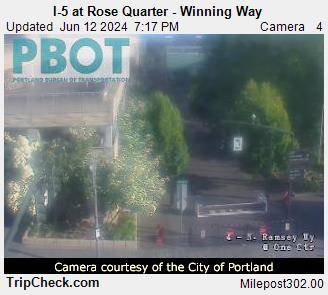 I-5 at Rose Quarter - Winning Way
Updated Jun 12 2024 7:17 PM Camera 4
PBOT
PORTLAND BUREAU OF TRANSPORTATION
4 - N. Ramsey Wy
W One Ctr
Camera courtesy of the City of Portland
TripCheck.com Milepost302.00